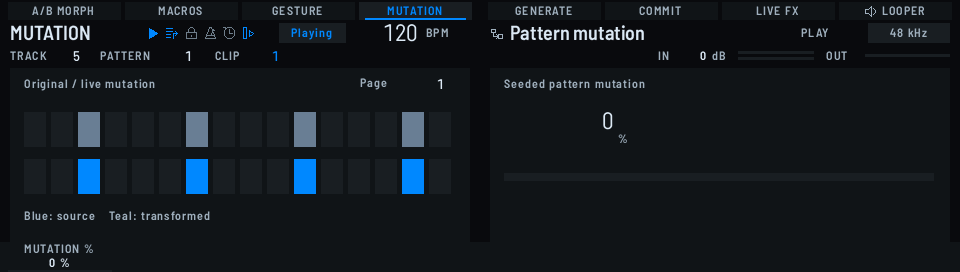 A/B MORPH MACROS GESTURE MUTATION GENERATE COMMIT LIVE FX LOOPER
MUTATION Playing 120 BPM Pattern mutation PLAY 48 kHz
TRACK 5 PATTERN 1 CLIP 1 IN 0 dB OUT
Original / live mutation Page 1 Seeded pattern mutation
0
%
Blue: source Teal: transformed
MUTATION %
0 %